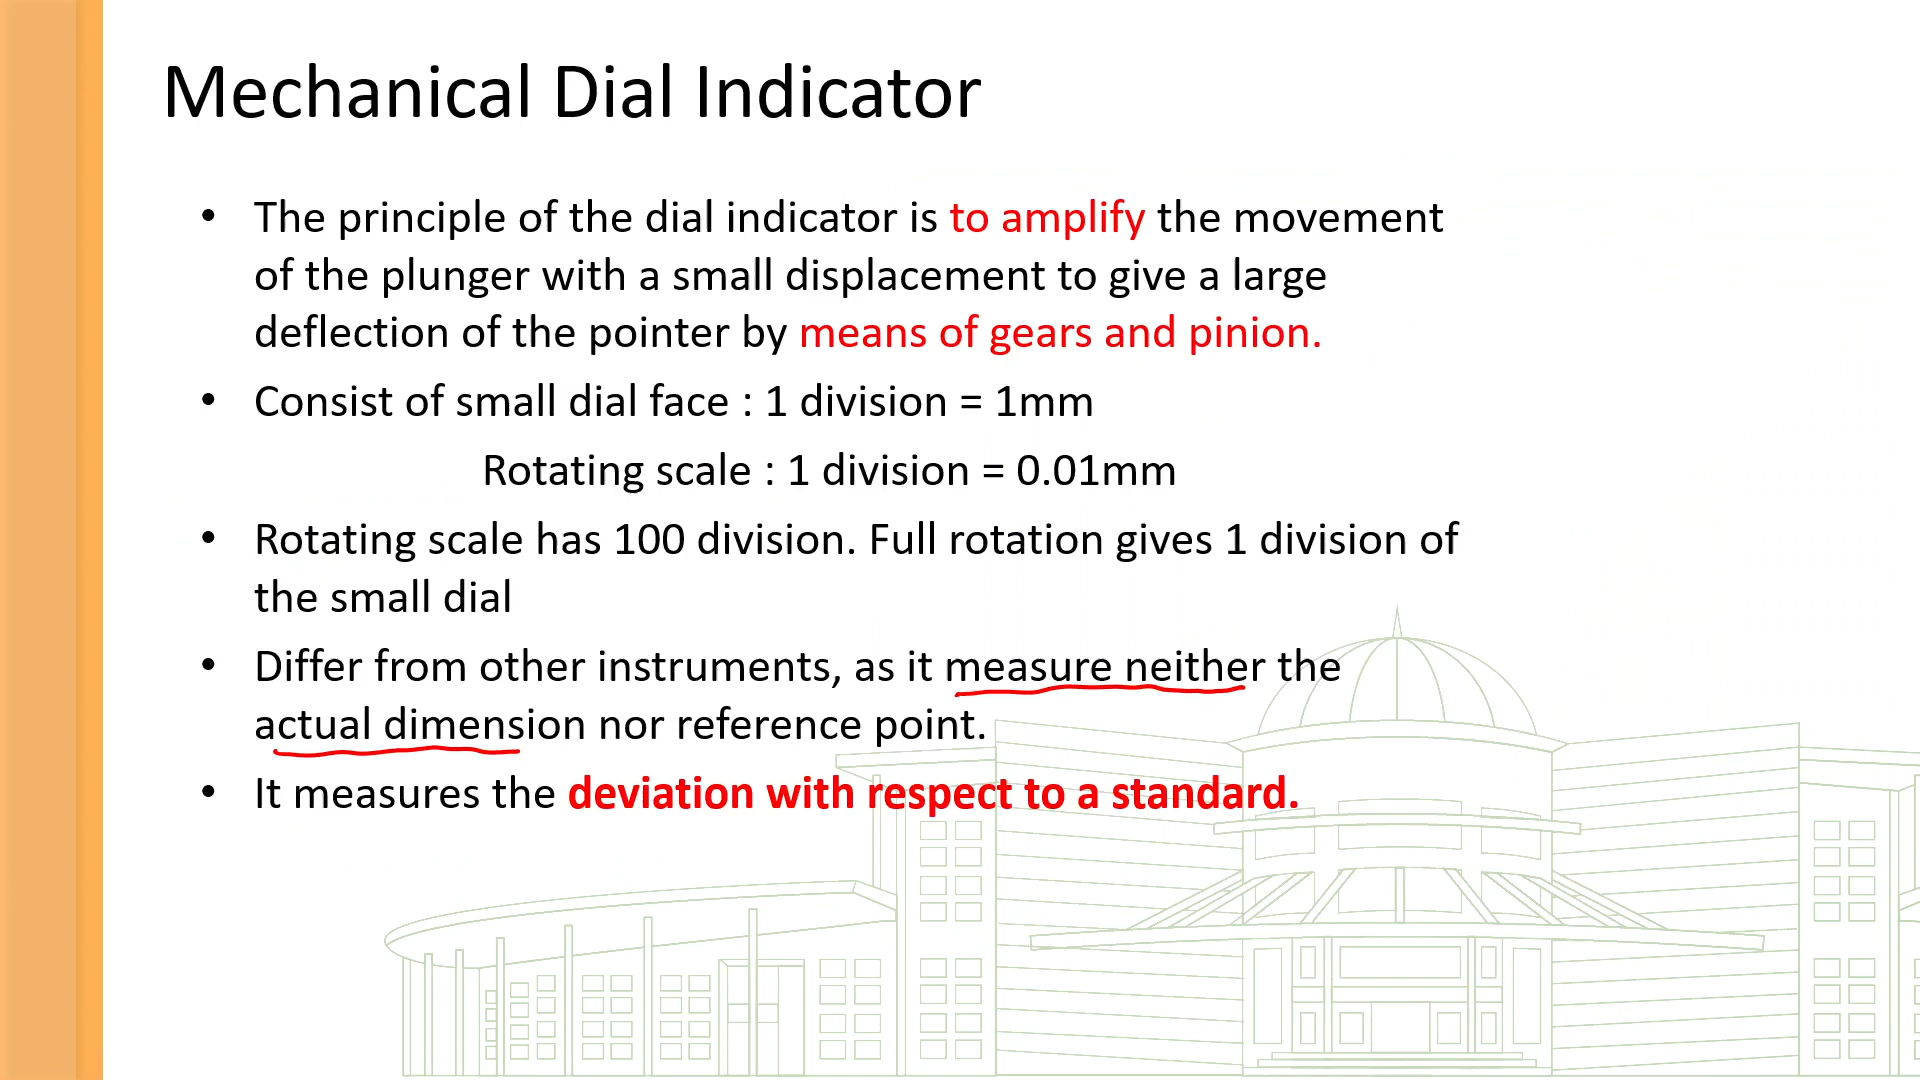 Mechanical Dial Indicator
• The principle of the dial indicator is to amplify the movement
of the plunger with a small displacement to give a large
deflection of the pointer by means of gears and pinion.
• Consist of small dial face : 1 division = 1mm
Rotating scale : 1 division = 0.01mm
• Rotating scale has 100 division. Full rotation gives 1 division of
the small dial
• Differ from other instruments, as it measure neither the
actual dimension nor reference point.
• It measures the deviation with respect to a standard.